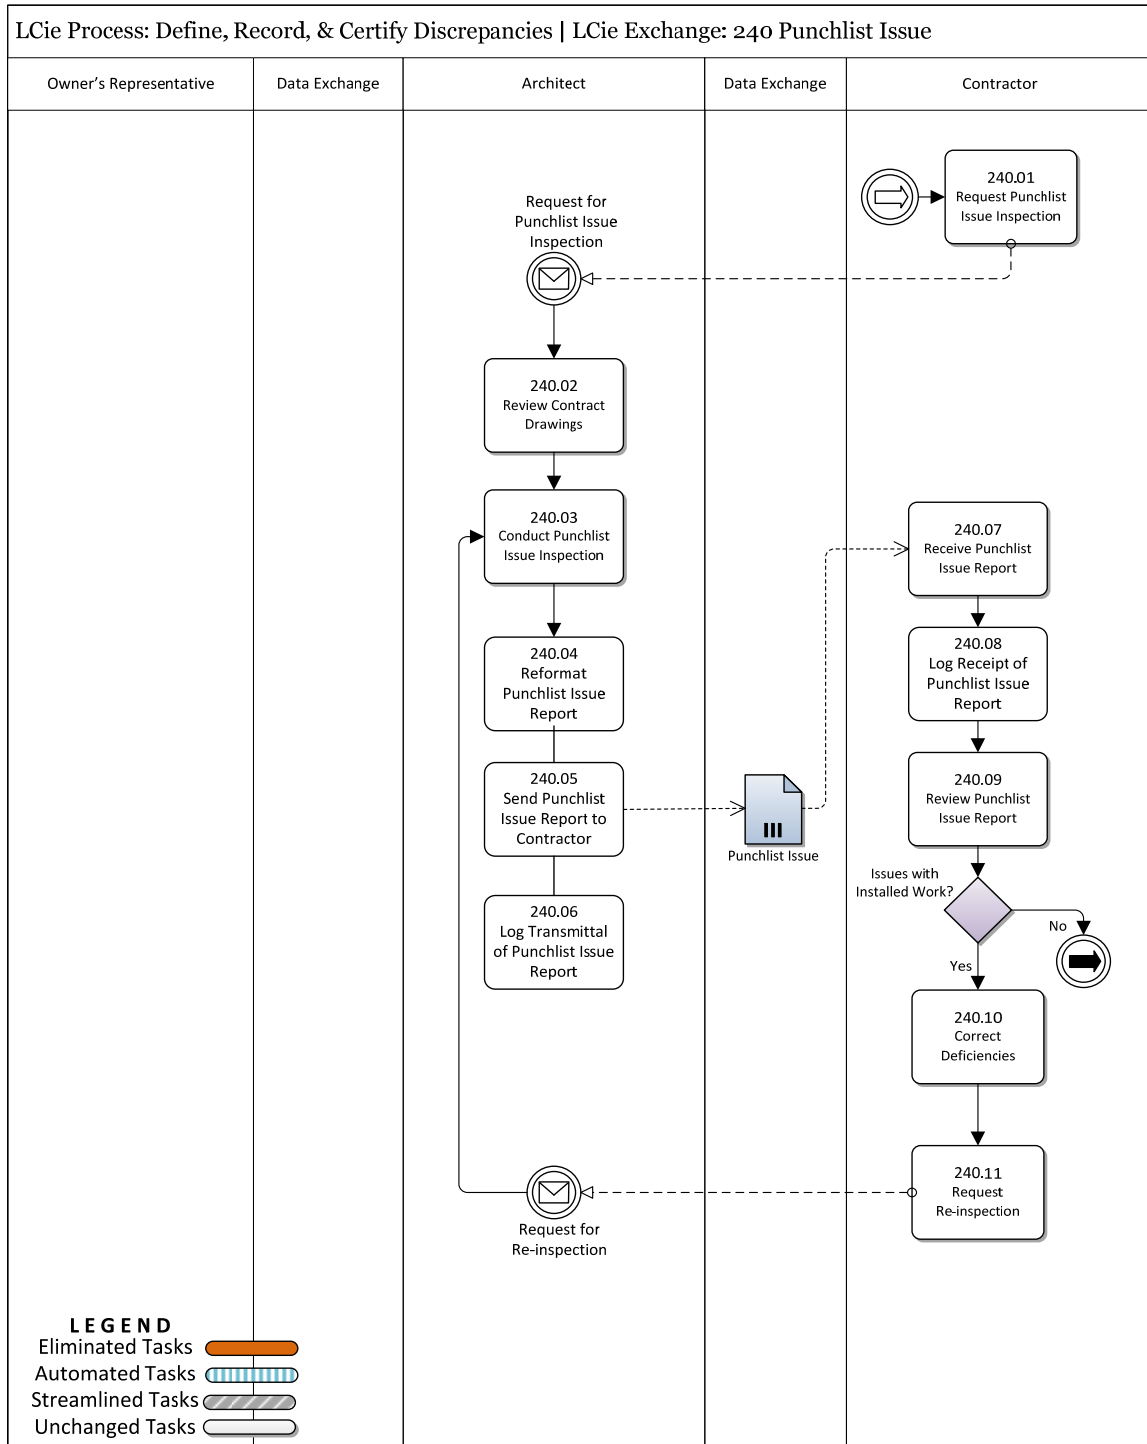 LCie Process: Define, Record, & Certify Discrepancies | LCie Exchange: 240 Punchlist Issue
Owner's Representative
Data Exchange
Architect
Data Exchange
Contractor
240.01
Request Punchlist
Issue Inspection
Request for
Punchlist Issue
Inspection
240.02
Review Contract
Drawings
240.03
Conduct Punchlist
Issue Inspection
240.04
Reformat
Punchlist Issue
Report
240.05
Send Punchlist
Issue Report to
Contractor
240.06
Log Transmittal
of Punchlist Issue
Report
Punchlist Issue
240.07
Receive Punchlist
Issue Report
240.08
Log Receipt of
Punchlist Issue
Report
240.09
Review Punchlist
Issue Report
Issues with
Installed Work?
No
Yes
240.10
Correct
Deficiencies
240.11
Request
Re-inspection
Request for
Re-inspection
LEGEND
Eliminated Tasks
Automated Tasks
Streamlined Tasks
Unchanged Tasks